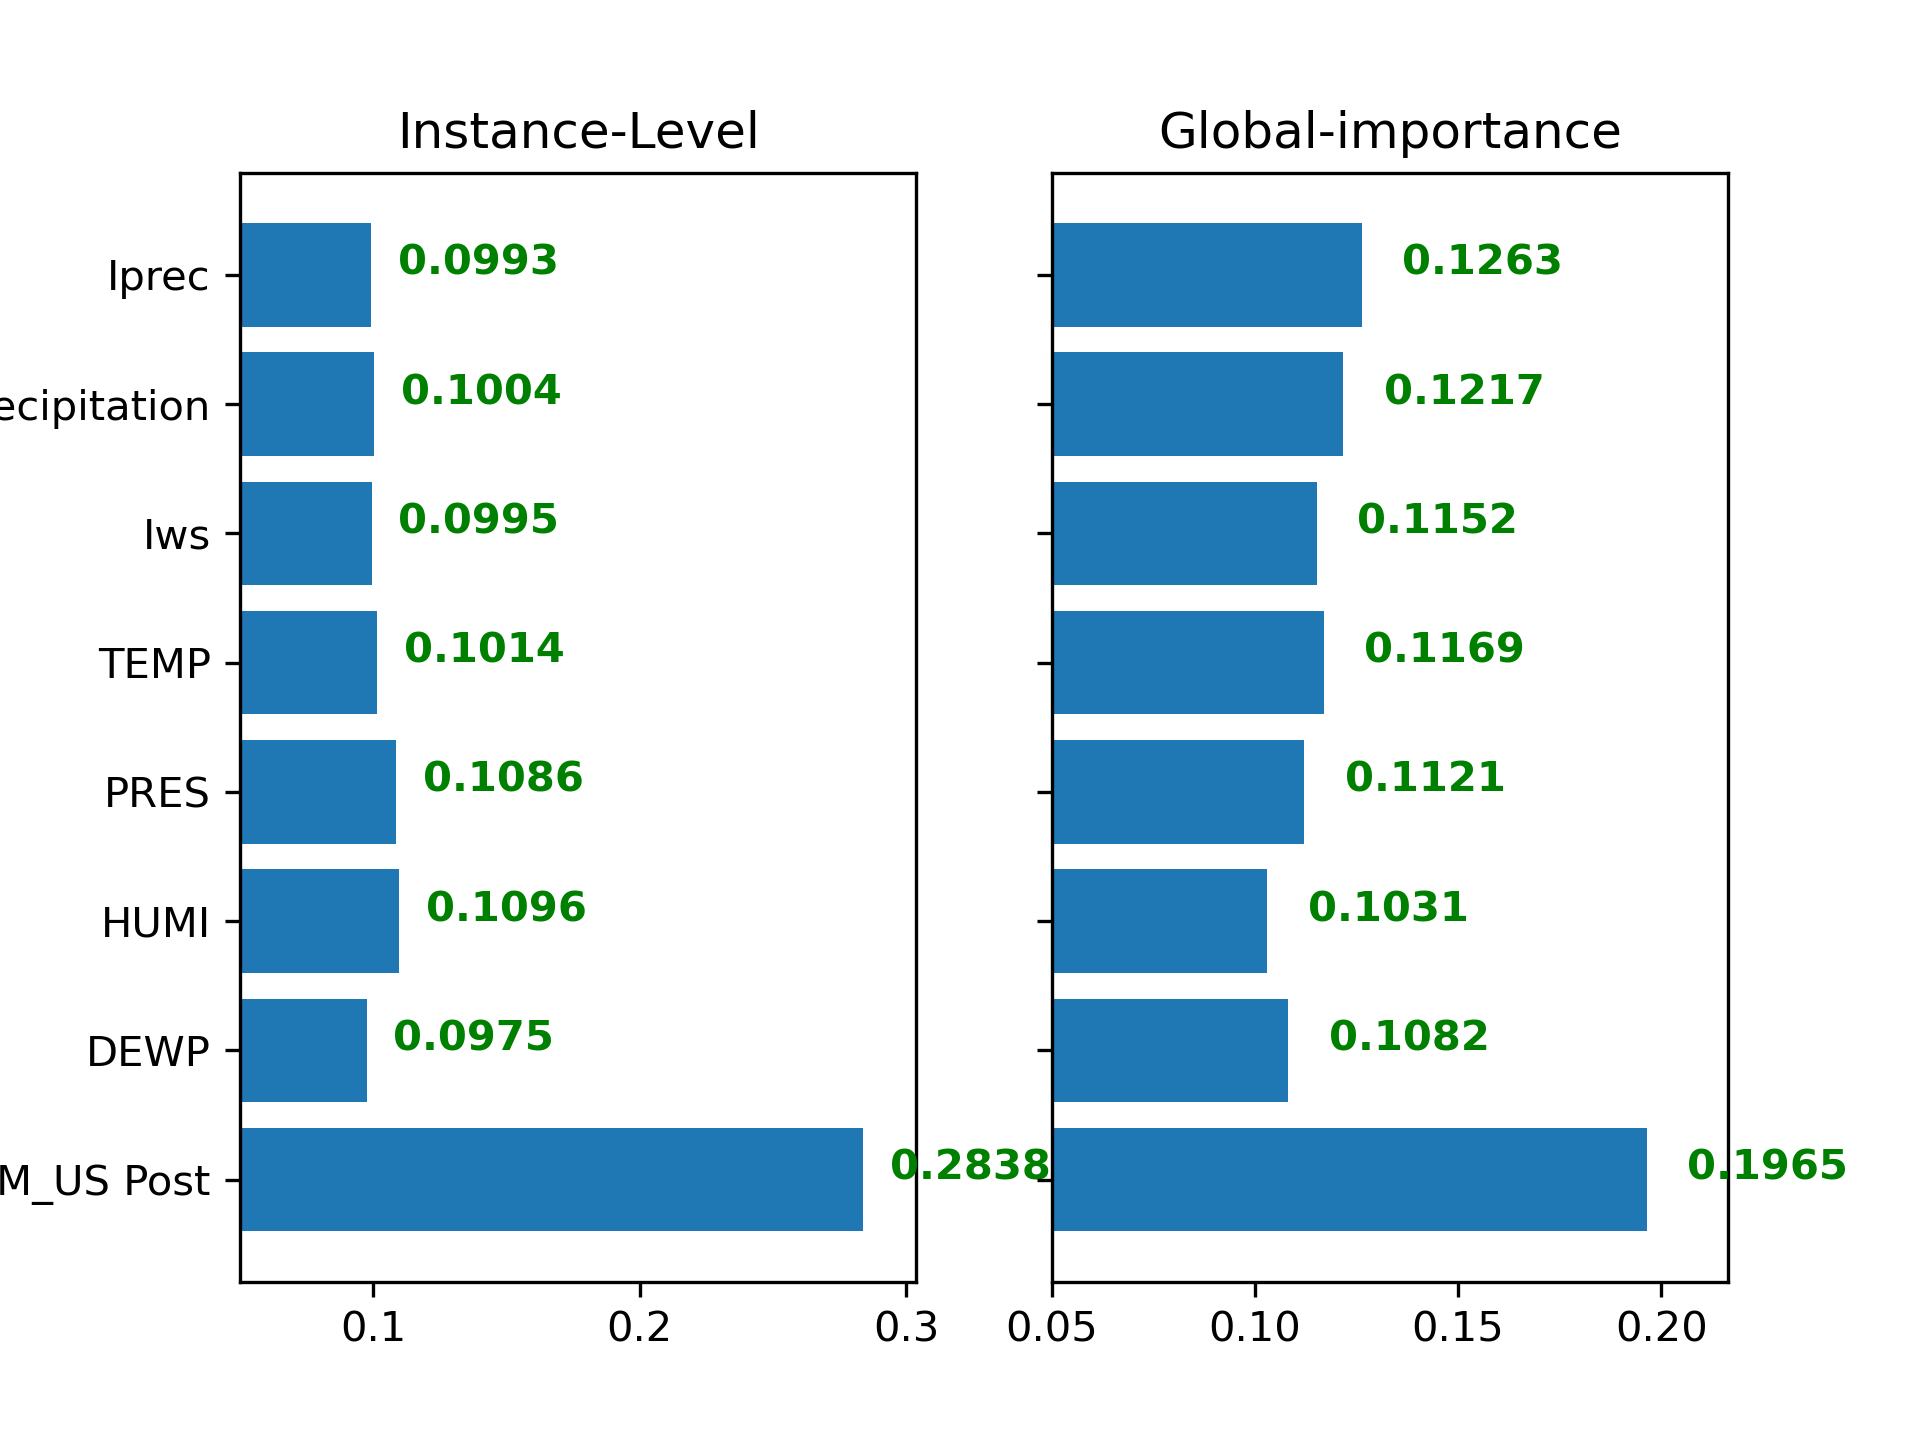 Instance-Level Global-importance
Iprec 0.0993 0.1263
ecipitation 0.1004 0.1217
Iws 0.0995 0.1152
TEMP 0.1014 0.1169
PRES 0.1086 0.1121
HUMI 0.1096 0.1031
DEWP 0.0975 0.1082
M_US Post 0.2838 0.1965
0.1 0.2 0.3 0.05 0.10 0.15 0.20